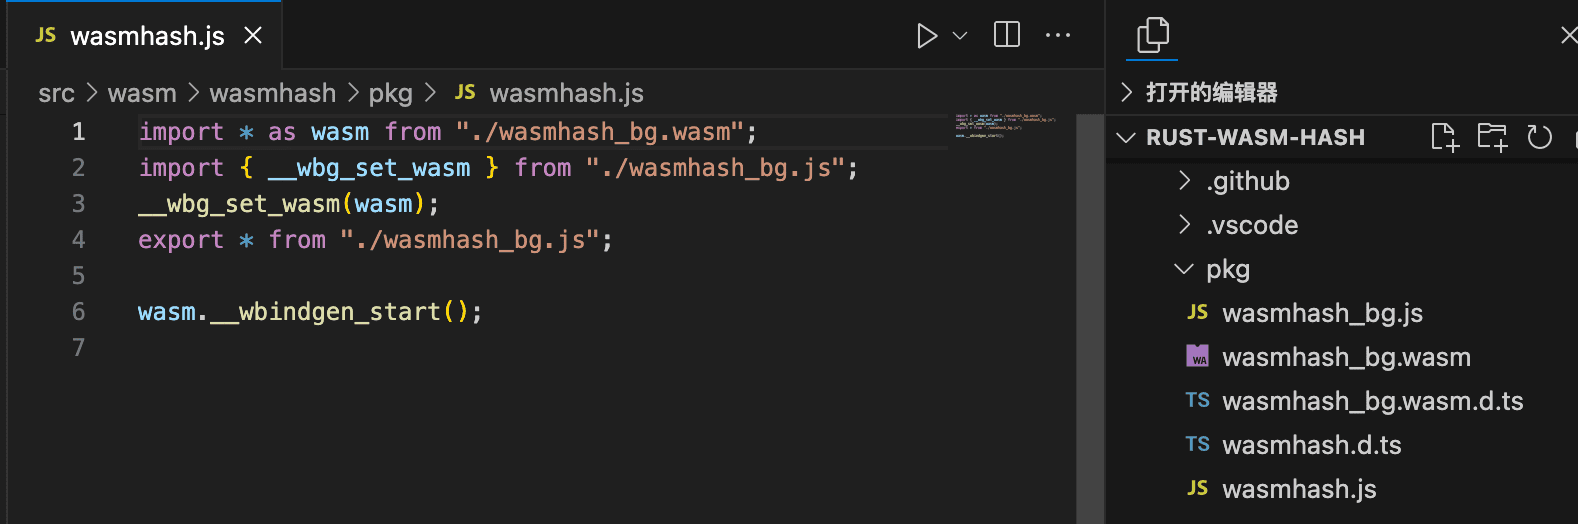 JS wasmhash.js
src > wasm > wasmhash > pkg > JS wasmhash.js
1 import * as wasm from "./wasmhash_bg.wasm";
2 import { __wbg_set_wasm } from "./wasmhash_bg.js";
3 __wbg_set_wasm(wasm);
4 export * from "./wasmhash_bg.js";
5
6 wasm.__wbindgen_start();
7
打开的编辑器
RUST-WASM-HASH
.github
.vscode
pkg
JS wasmhash_bg.js
WA wasmhash_bg.wasm
TS wasmhash_bg.wasm.d.ts
TS wasmhash.d.ts
JS wasmhash.js